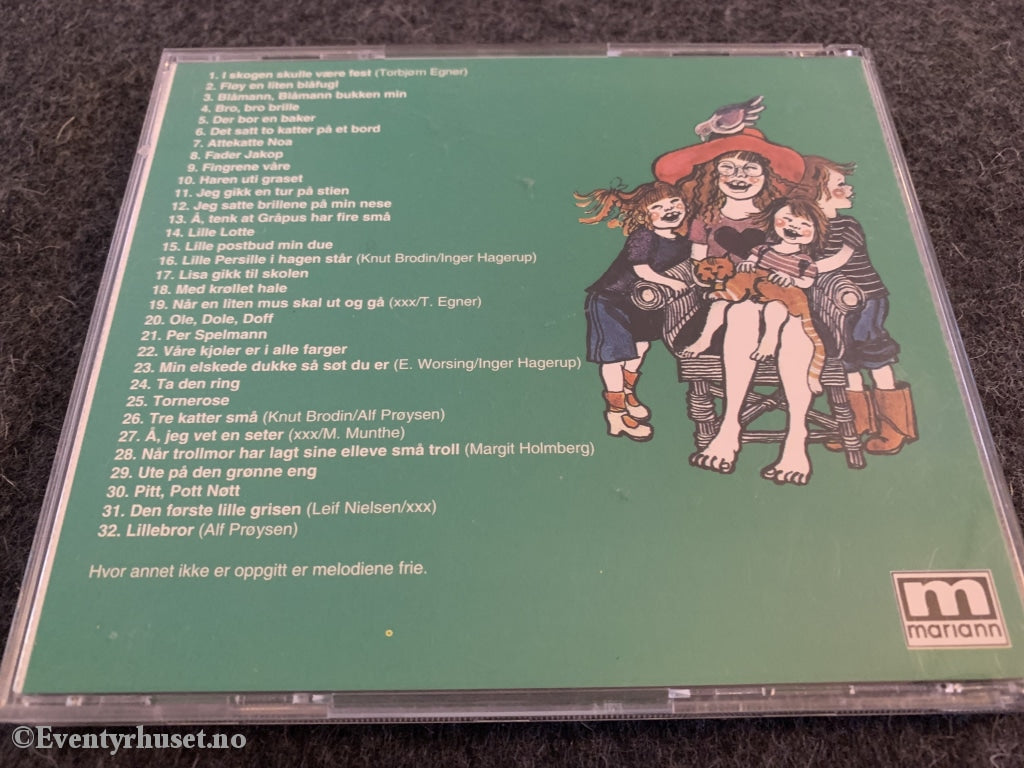 1. I skogen skulle være fest (Torbjørn Egner)
2. Fløy en liten blåfugl
3. Blåmann, Blåmann bukken min
4. Bro, bro brille
5. Der bor en baker
6. Det satt to katter på et bord
7. Attekatte Noa
8. Fader Jakop
9. Fingrene våre
10. Haren uti graset
11. Jeg gikk en tur på stien
12. Jeg satte brillene på min nese
13. Å, tenk at Gråpus har fire små
14. Lille Lotte
15. Lille postbud min due
16. Lille Persille i hagen står (Knut Brodin/Inger Hagerup)
17. Lisa gikk til skolen
18. Med krøllet hale
19. Når en liten mus skal ut og gå (xxx/T. Egner)
20. Ole, Dole, Doff
21. Per Spelmann
22. Våre kjoler er i alle farger
23. Min elskede dukke så søt du er (E. Worsing/Inger Hagerup)
24. Ta den ring
25. Tornerose
26. Tre katter små (Knut Brodin/Alf Prøysen)
27. Å, jeg vet en seter (xxx/M. Munthe)
28. Når trollmor har lagt sine elleve små troll (Margit Holmberg)
29. Ute på den grønne eng
30. Pitt, Pott Nøtt
31. Den første lille grisen (Leif Nielsen/xxx)
32. Lillebror (Alf Prøysen)
Hvor annet ikke er oppgitt er melodiene frie.
m
mariann
©Eventyrhuset.no